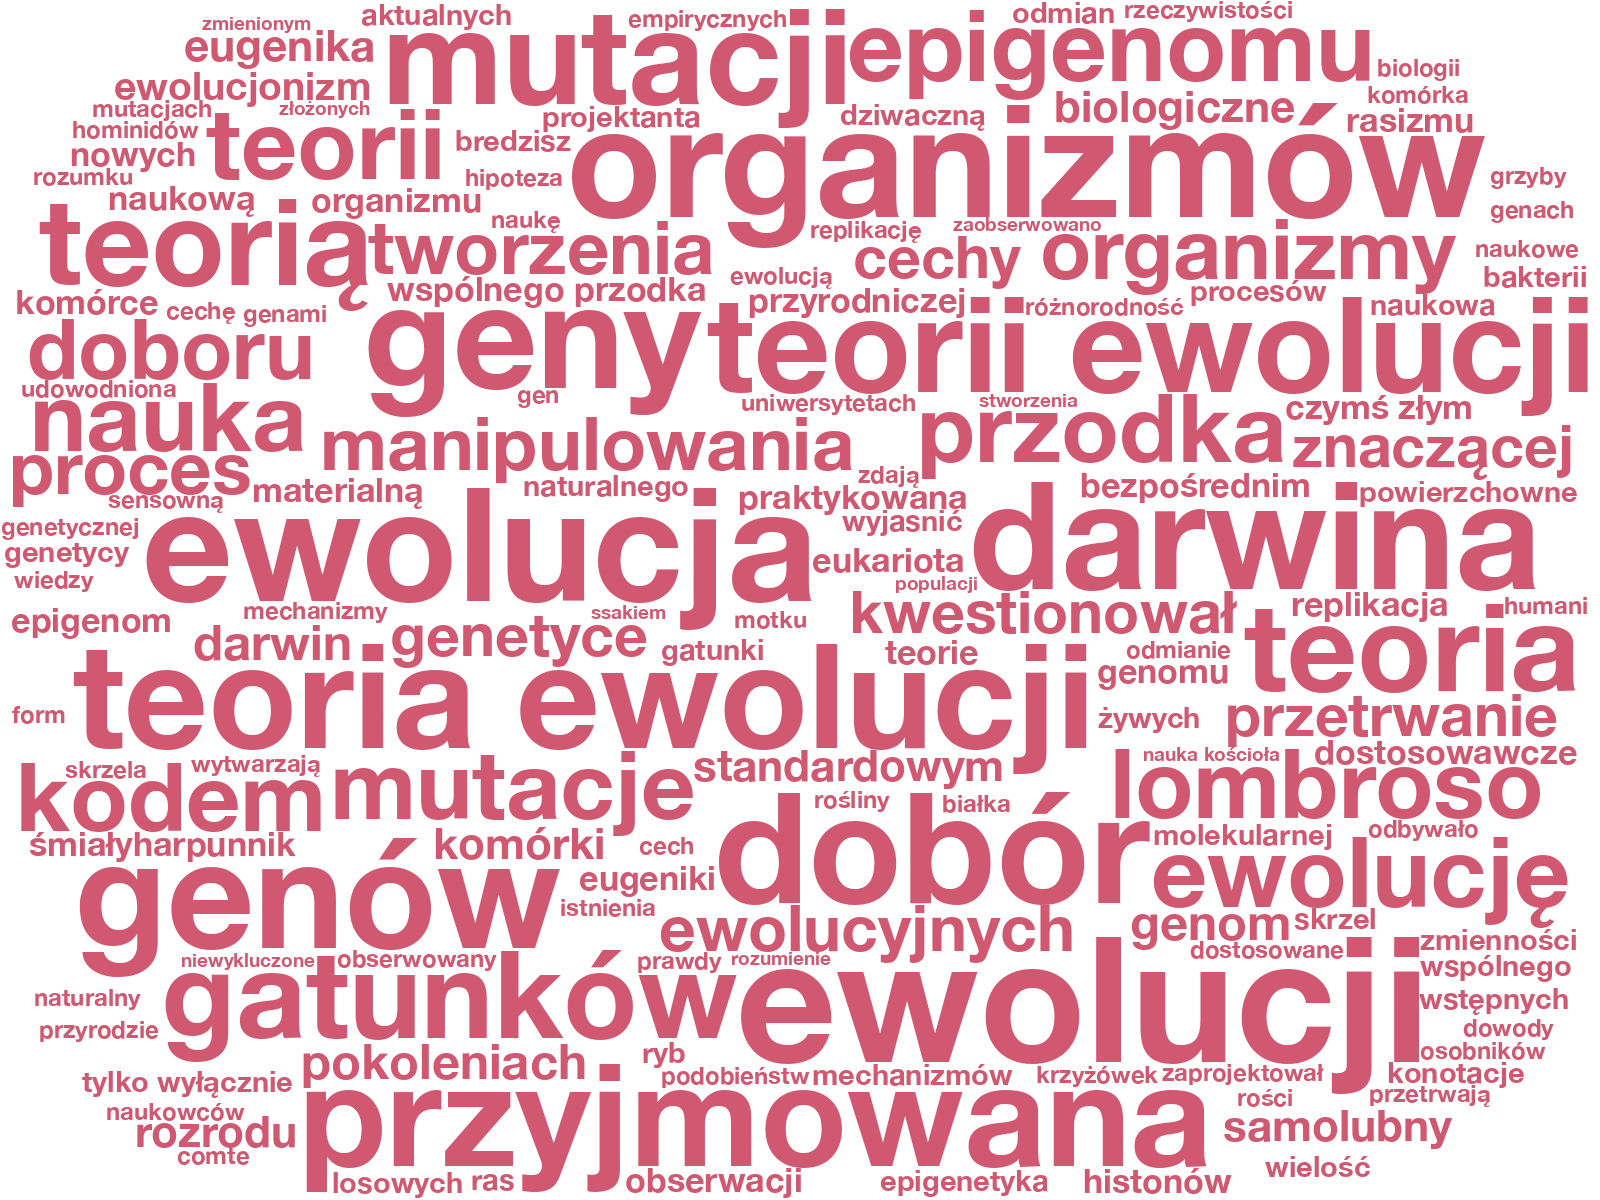 zmienionym
aktualnych
empirycznych
odmian
rzeczywistości
eugenika
mutacji
epigenomu
ewolucjonizm
biologii
mutacjach
złożonych
projektanta
dziwaczną
biologiczne
komórka
hominidów
teorii
bredzisz
organizmów
rasizmu
nowych
rozumku
hipoteza
grzyby
naukową
organizmu
naukę
replikację
zaobserwowano
genach
teorią
tworzenia
cechy
organizmy
naukowe
ewolucją
bakterii
komórce
cechę
genami
wspólnego przodka
przyrodniczej
różnorodność
procesów
naukowa
doboru
geny
teorii ewolucji
udowodniona
gen
uniwersytetach
stworzenia
czymś złym
nauka
manipulowania
przodka
znaczącej
proces
sensowną
materialną
naturalnego
zdają
praktykowana
bezpośrednim
powierzchowne
genetycznej
ewolucja
wyjasnić
darwina
genetycy
eukariota
wiedzy
populacji
epigenom
mechanizmy
ssakiem
motku
kwestionował
replikacja
humani
darwin
genetyce
gatunki
teorie
odmianie
teoria
genomu
form
teoria ewolucji
żywych
przetrwanie
skrzela
wytwarzają
standardowym
nauka kościoła
dostosowawcze
kodem
mutacje
rośliny
białka
lombroso
śmiałyharpunnik
komórki
cech
dobór
molekularnej
odbywało
genów
eugeniki
ewolucję
istnienia
ewolucyjnych
genom
skrzel
niewykluczone
obserwowany
prawdy
rozumienie
dostosowane
zmienności
wspólnego
naturalny
gatunków
ewolucji
wstępnych
przyrodzie
dowody
pokoleniach
ryb
osobników
tylko wyłącznie
podobieństw
mechanizmów
krzyżówek
zaprojektował
konotacje
naukowców
przyjmowana
rości
przetrwają
rozrodu
samolubny
comte
losowych
ras
obserwacji
epigenetyka
histonów
wielość